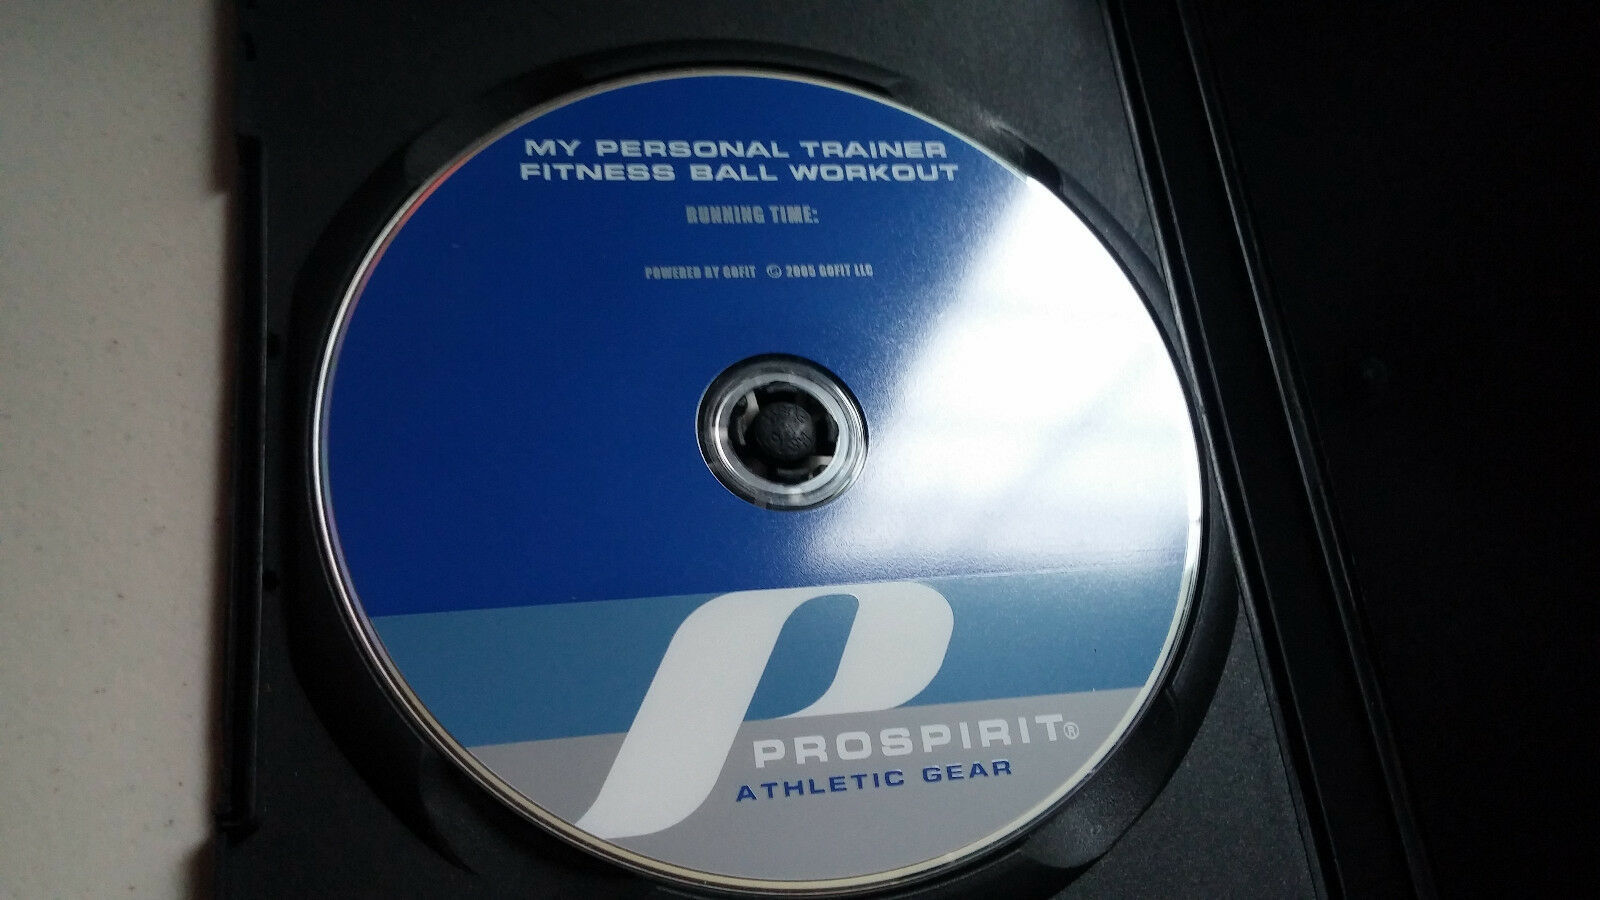 MY PERSONAL TRAINER
FITNESS BALL WORKOUT
RUNNING TIME:
POWERED BY GOFIT © 2005 GOFIT LLC
PROSPIRIT®
ATHLETIC GEAR